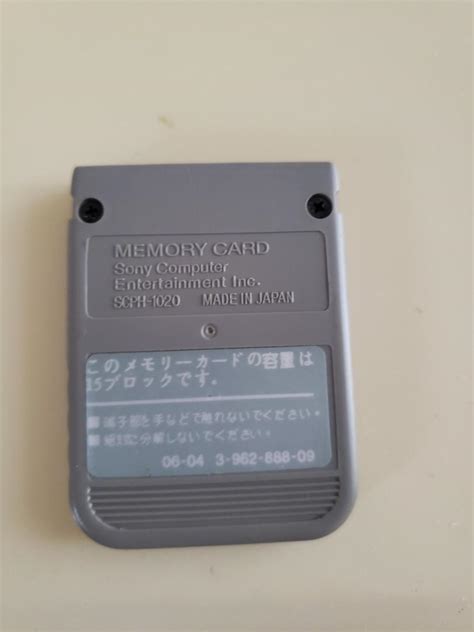 MEMORY CARD
Sony Computer
Entertainment Inc.
SCPH-1020 MADE IN JAPAN
このメモリーカードの容量は
15ブロックです.
■端子部を手などで触れないでください.
■絶対に分解しないでください.
06-04 3-962-888-09